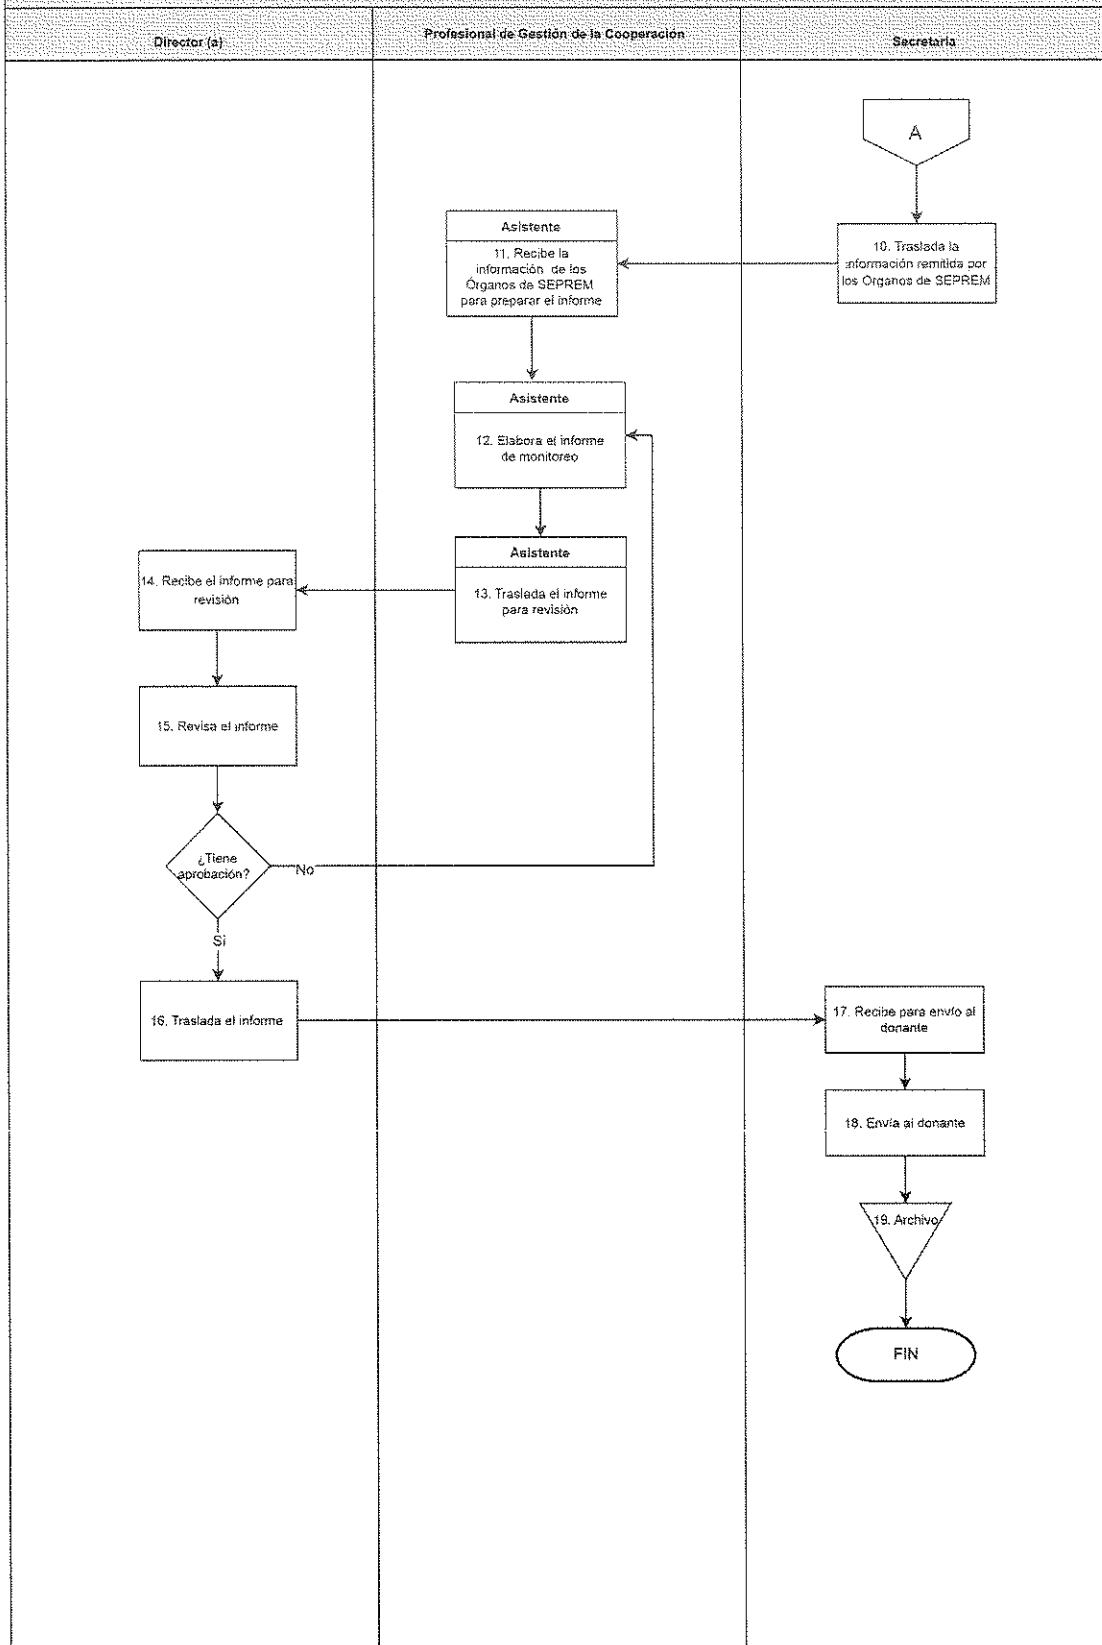 Director (a)
Profesional de Gestión de la Cooperación
Secretaria
A
10. Traslada la
información remitida por
los Órganos de SEPREM
Asistente
11. Recibe la
información de los
Órganos de SEPREM
para preparar el informe
Asistente
12. Elabora el informe
de monitoreo
Asistente
13. Traslada el informe
para revisión
14. Recibe el informe para
revisión
15. Revisa el informe
¿Tiene
aprobación?
No
Si
16. Traslada el informe
17. Recibe para envío al
donante
18. Envía al donante
19. Archivo
FIN